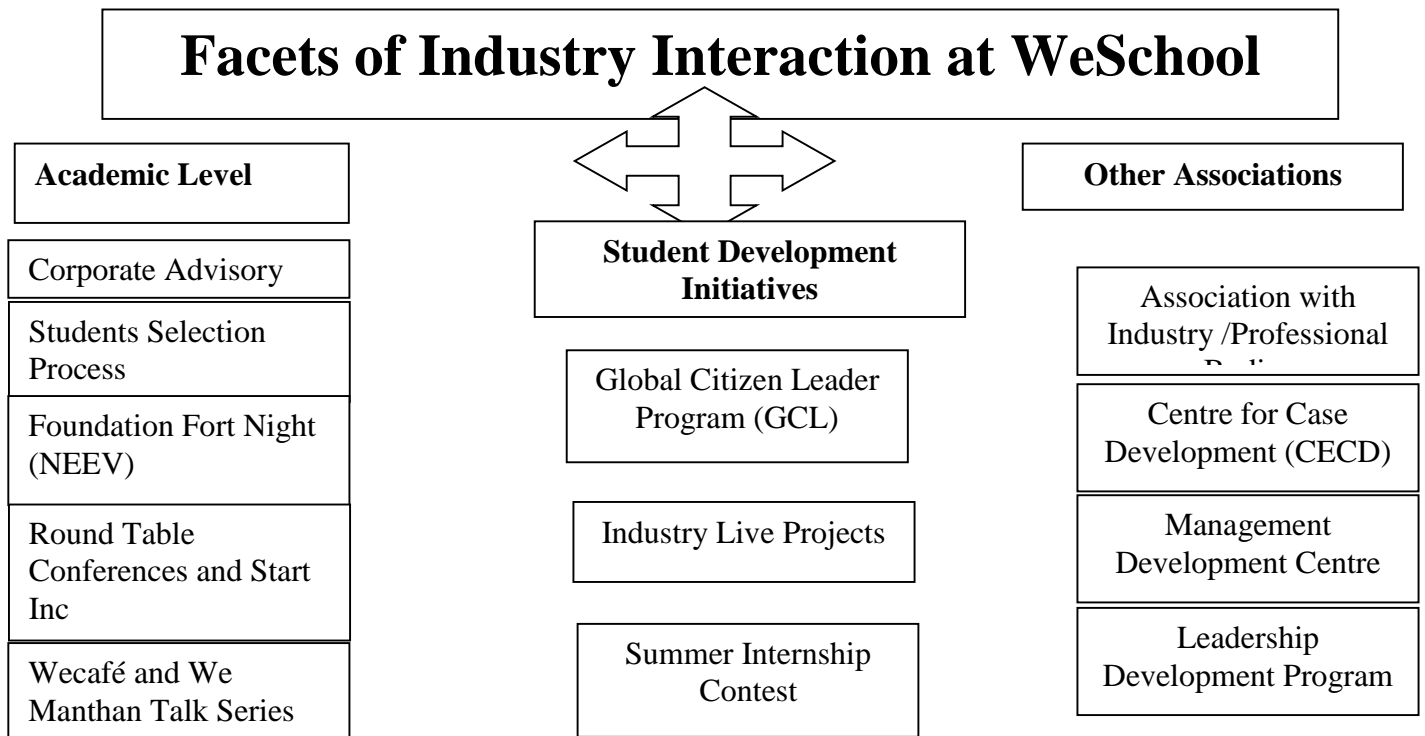 Facets of Industry Interaction at WeSchool
Academic Level
Corporate Advisory
Students Selection
Process
Foundation Fort Night
(NEEV)
Round Table
Conferences and Start
Inc
Wecafé and We
Manthan Talk Series
Student Development
Initiatives
Global Citizen Leader
Program (GCL)
Industry Live Projects
Summer Internship
Contest
Other Associations
Association with
Industry /Professional
Centre for Case
Development (CECD)
Management
Development Centre
Leadership
Development Program